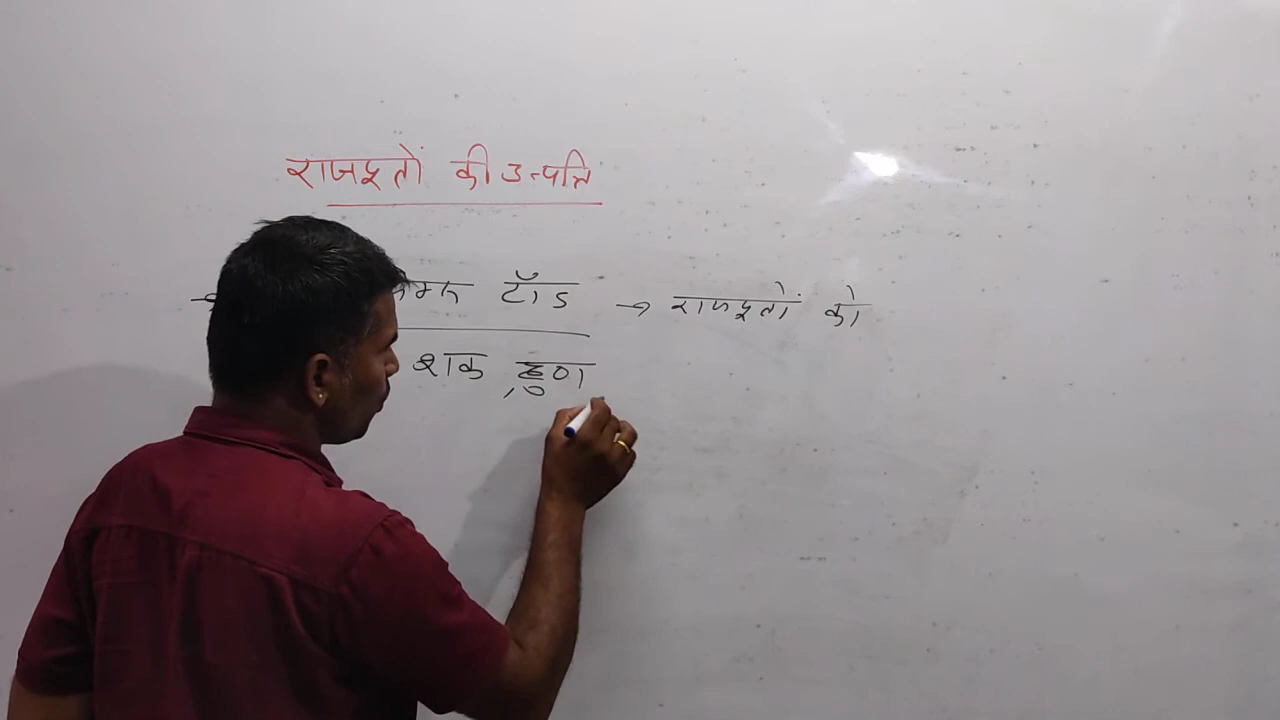 राजपूतों की उत्पत्ति
टॉड → राजपूतों को
शक हुण